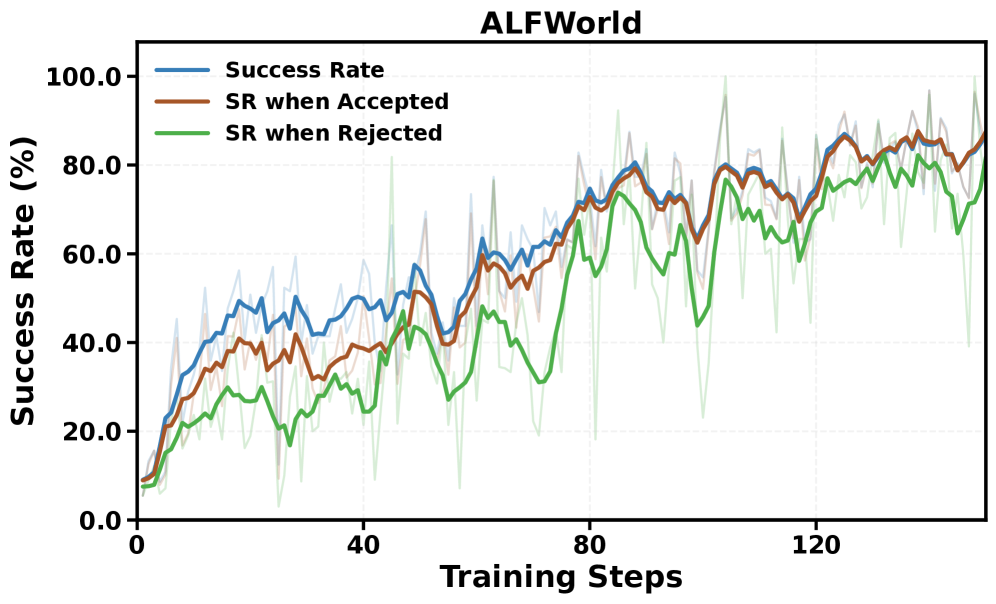 ALFWorld
Success Rate
SR when Accepted
SR when Rejected
Success Rate (%)
100.0
80.0
60.0
40.0
20.0
0.0
0
40
80
120
Training Steps